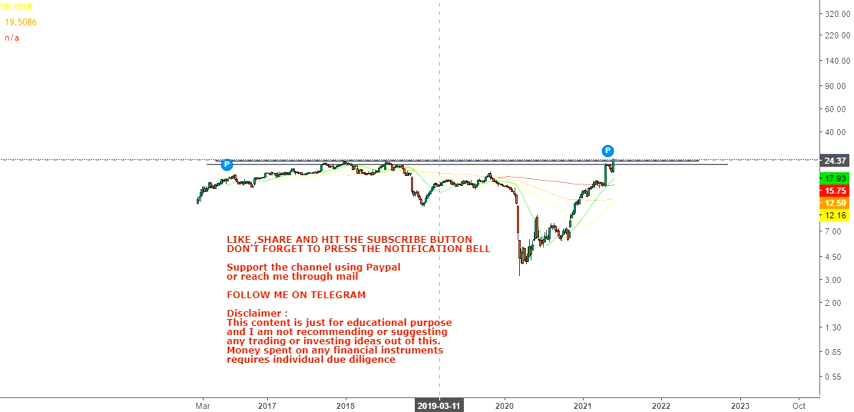 18.1018
19.5086
n/a
320.00
220.00
140.00
90.00
60.00
40.00
P
P
24.37
17.93
15.75
12.50
12.16
7.00
4.50
3.00
2.00
1.30
0.85
0.55
LIKE ,SHARE AND HIT THE SUBSCRIBE BUTTON
DON'T FORGET TO PRESS THE NOTIFICATION BELL
Support the channel using Paypal
or reach me through mail
FOLLOW ME ON TELEGRAM
Disclaimer :
This content is just for educational purpose
and I am not recommending or suggesting
any trading or investing ideas out of this.
Money spent on any financial instruments
requires individual due diligence
Mar 2017 2018 2019-03-11 2020 2021 2022 2023 Oct